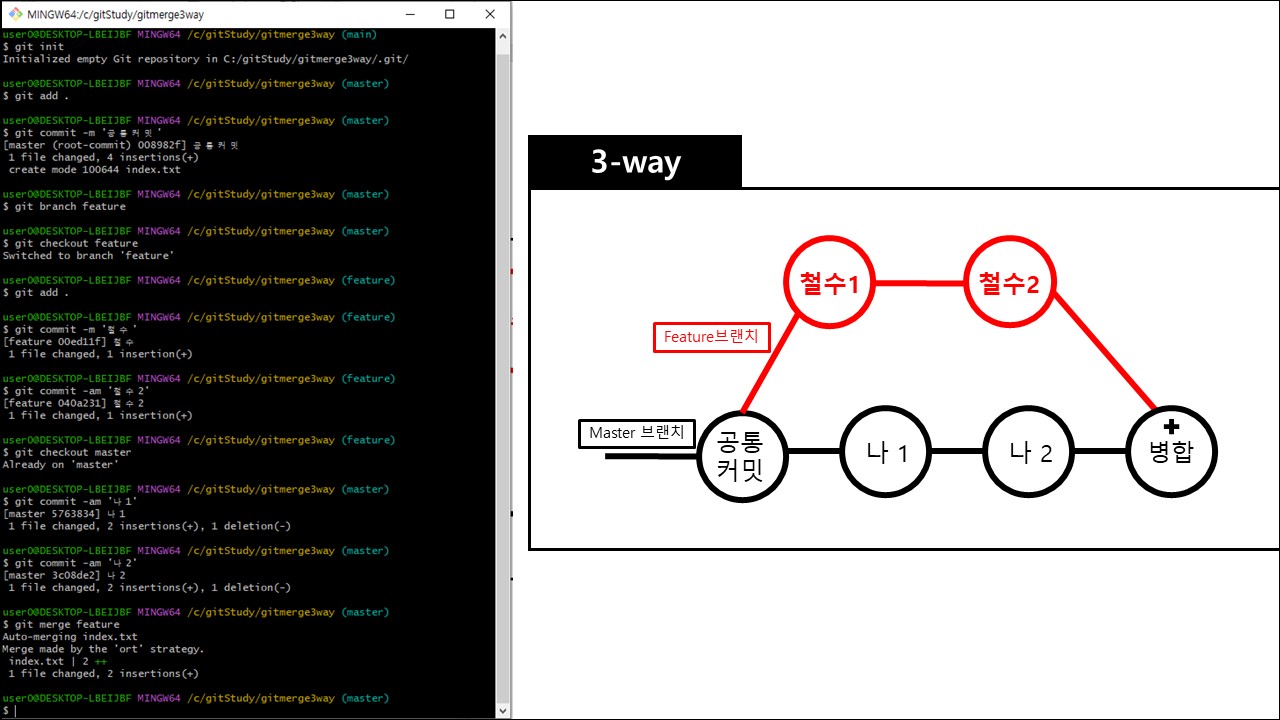 MINGW64:/c/gitStudy/gitmerge3way
user0@DESKTOP-LBEIJBF MINGW64 /c/gitStudy/gitmerge3way (main)
$ git init
Initialized empty Git repository in C:/gitStudy/gitmerge3way/.git/
user0@DESKTOP-LBEIJBF MINGW64 /c/gitStudy/gitmerge3way (master)
$ git add .
user0@DESKTOP-LBEIJBF MINGW64 /c/gitStudy/gitmerge3way (master)
$ git commit -m '공통커밋'
[master (root-commit) 008982f] 공통커밋
1 file changed, 4 insertions(+)
create mode 100644 index.txt
user0@DESKTOP-LBEIJBF MINGW64 /c/gitStudy/gitmerge3way (master)
$ git branch feature
user0@DESKTOP-LBEIJBF MINGW64 /c/gitStudy/gitmerge3way (master)
$ git checkout feature
Switched to branch 'feature'
user0@DESKTOP-LBEIJBF MINGW64 /c/gitStudy/gitmerge3way (feature)
$ git add .
user0@DESKTOP-LBEIJBF MINGW64 /c/gitStudy/gitmerge3way (feature)
$ git commit -m '철수'
[feature 00ed11f] 철수
1 file changed, 1 insertion(+)
user0@DESKTOP-LBEIJBF MINGW64 /c/gitStudy/gitmerge3way (feature)
$ git commit -am '철수2'
[feature 040a231] 철수2
1 file changed, 1 insertion(+)
user0@DESKTOP-LBEIJBF MINGW64 /c/gitStudy/gitmerge3way (feature)
$ git checkout master
Already on 'master'
user0@DESKTOP-LBEIJBF MINGW64 /c/gitStudy/gitmerge3way (master)
$ git commit -am '나1'
[master 5763834] 나1
1 file changed, 2 insertions(+), 1 deletion(-)
user0@DESKTOP-LBEIJBF MINGW64 /c/gitStudy/gitmerge3way (master)
$ git commit -am '나2'
[master 3c08de2] 나2
1 file changed, 2 insertions(+), 1 deletion(-)
user0@DESKTOP-LBEIJBF MINGW64 /c/gitStudy/gitmerge3way (master)
$ git merge feature
Auto-merging index.txt
Merge made by the 'ort' strategy.
index.txt | 2 ++
1 file changed, 2 insertions(+)
user0@DESKTOP-LBEIJBF MINGW64 /c/gitStudy/gitmerge3way (master)
$
3-way
철수1
철수2
Feature브랜치
Master 브랜치
공통
커밋
나 1
나 2
+
병합